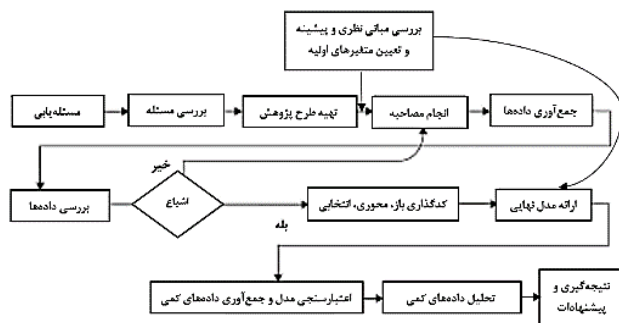 بررسی مبانی نظری و پیشینه
و تعیین متغیرهای اولیه
مسئله‌یابی
بررسی مسئله
تهیه طرح پژوهش
انجام مصاحبه
جمع‌آوری داده‌ها
خیر
بررسی داده‌ها
اشباع
کدگذاری باز، محوری، انتخابی
ارائه مدل نهایی
بله
اعتبارسنجی مدل و جمع‌آوری داده‌های کمی
تحلیل داده‌های کمی
نتیجه‌گیری و
پیشنهادات